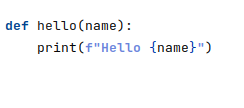 def hello(name):
    print(f"Hello {name}")